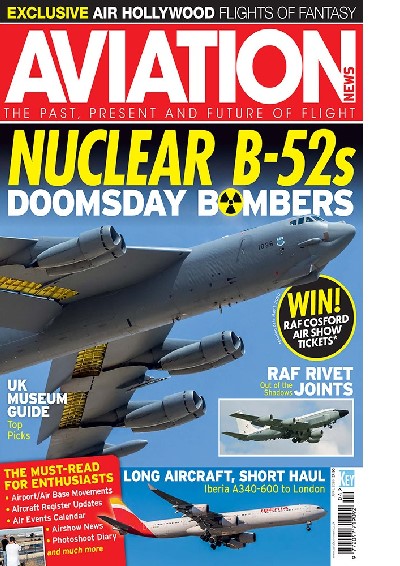 EXCLUSIVE AIR HOLLYWOOD FLIGHTS OF FANTASY
AVIATION
NEWS
THE PAST, PRESENT AND FUTURE OF FLIGHT
NUCLEAR B-52s
DOOMSDAY BOMBERS
WIN!
RAF COSFORD
AIR SHOW
TICKETS*
UK
MUSEUM
GUIDE
Top
Picks
RAF RIVET
Out of the
Shadows
JOINTS
THE MUST-READ
FOR ENTHUSIASTS
• Airport/Air Base Movements
• Aircraft Register Updates
• Air Events Calendar
• Airshow News
• Photoshoot Diary
and much more
LONG AIRCRAFT, SHORT HAUL
Iberia A340-600 to London
IBERIA
KEY